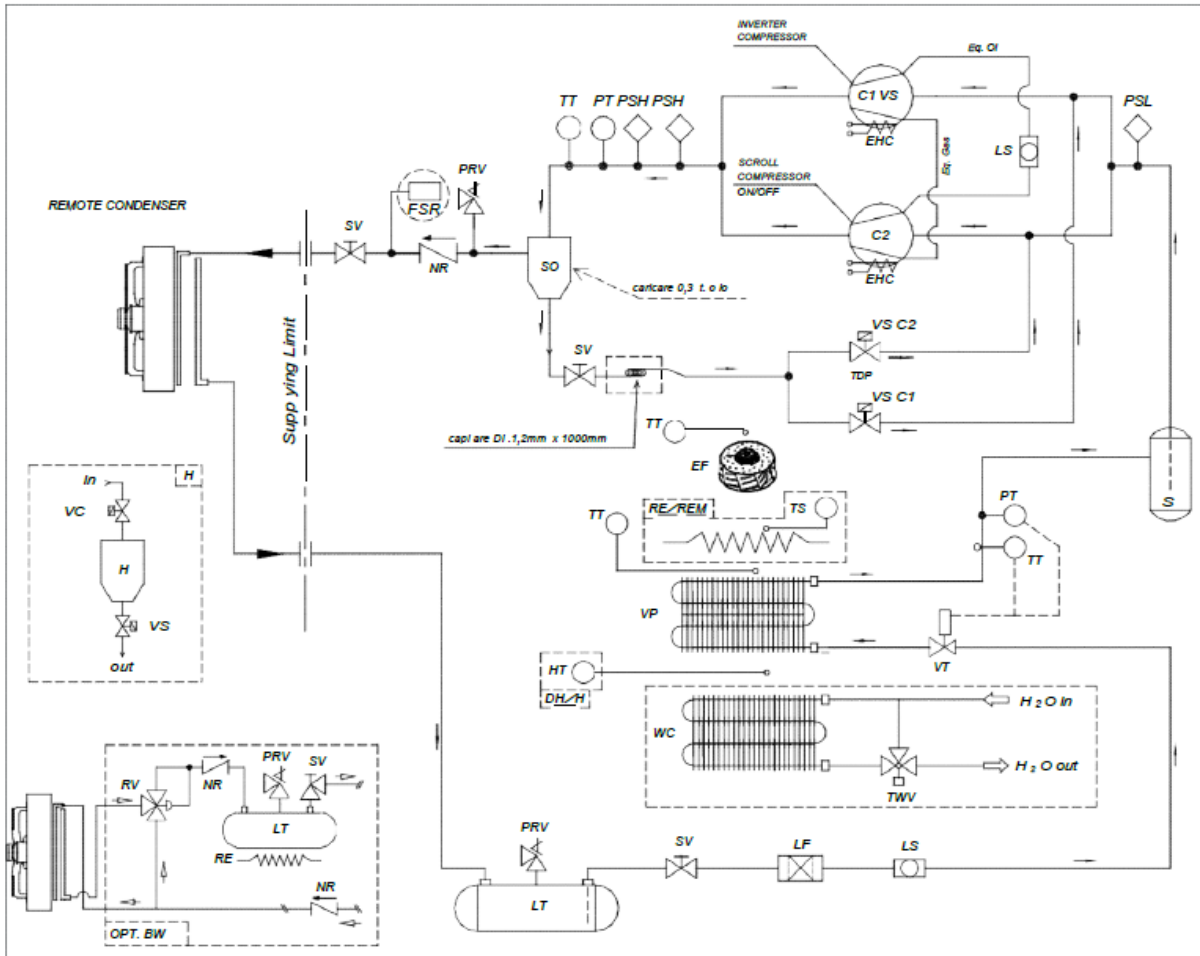 INVERTER
COMPRESSOR
Eq. Ol
C1 VS
TT
PT
PSH
PSH
PSL
EHC
LS
Eq. Gas
SCROLL
COMPRESSOR
ON/OFF
PRV
FSR
REMOTE CONDENSER
SV
NR
SO
C2
EHC
caricare 0,3 t. o lo
Supp ying Limit
SV
VS C2
TDP
VS C1
capi are DI .1,2mm x 1000mm
TT
EF
In
H
VC
H
VS
out
RE/REM
TS
TT
PT
TT
S
VP
VT
HT
DH/H
H 2 O in
WC
H 2 O out
TWV
PRV
SV
RV
NR
LT
RE
NR
OPT. BW
PRV
LT
SV
LF
LS